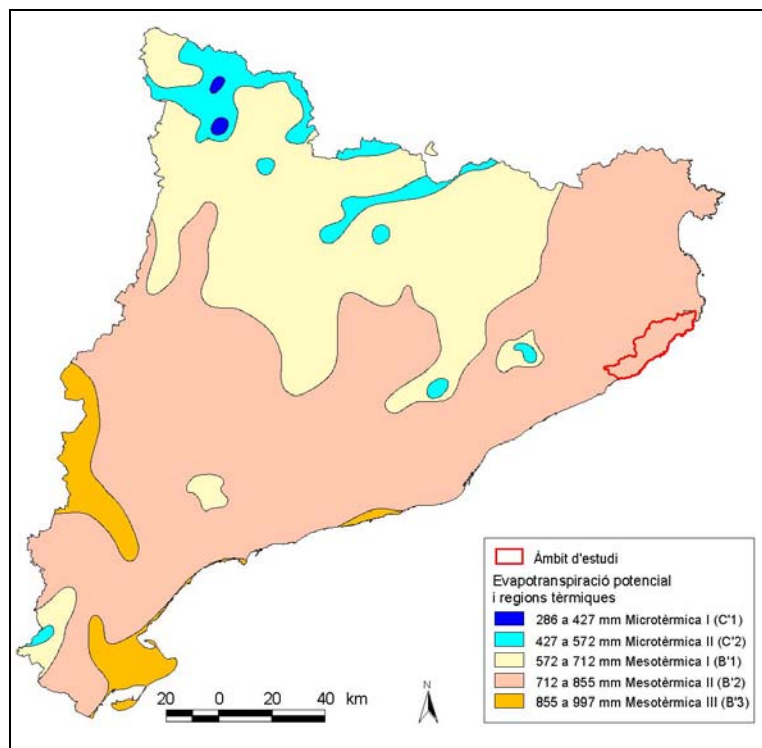 Àmbit d'estudi
Evapotranspiració potencial
i regions tèrmiques
286 a 427 mm Microtèrmica I (C'1)
427 a 572 mm Microtèrmica II (C'2)
572 a 712 mm Mesotèrmica I (B'1)
712 a 855 mm Mesotèrmica II (B'2)
855 a 997 mm Mesotèrmica III (B'3)
20 0 20 40 km
N